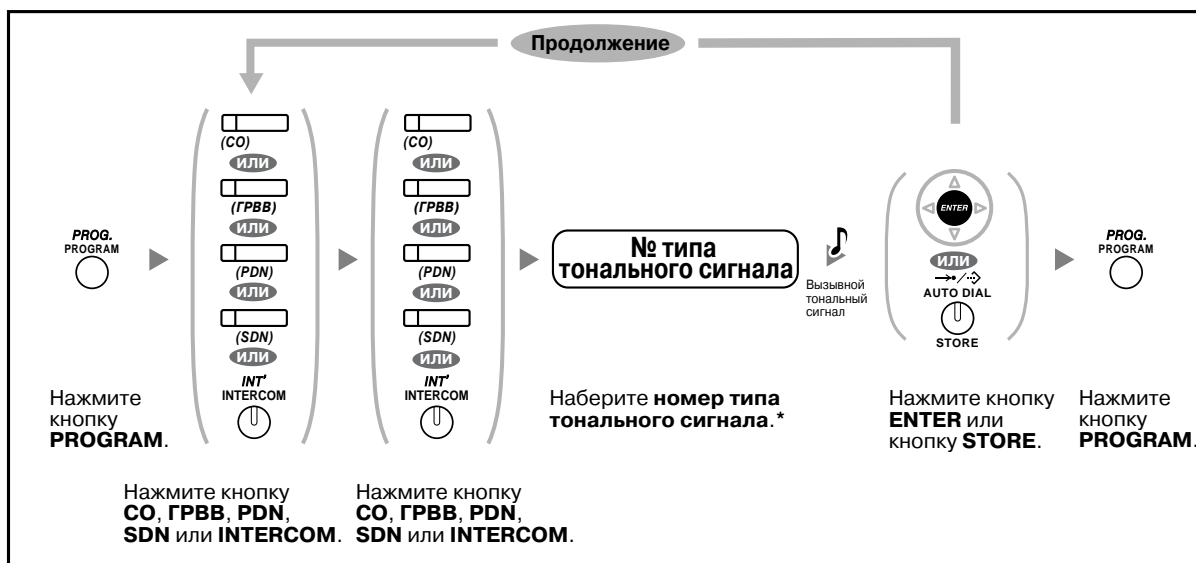 Продолжение
PROG.
PROGRAM
(CO)
ИЛИ
(ГРВВ)
ИЛИ
(PDN)
ИЛИ
(SDN)
ИЛИ
INT'
INTERCOM
(CO)
ИЛИ
(ГРВВ)
ИЛИ
(PDN)
ИЛИ
(SDN)
ИЛИ
INT'
INTERCOM
№ типа
тонального сигнала
Вызывной
тональный
сигнал
ENTER
ИЛИ
AUTO DIAL
STORE
PROG.
PROGRAM
Нажмите
кнопку
PROGRAM.
Нажмите кнопку
CO, ГРВВ, PDN,
SDN или INTERCOM.
Нажмите кнопку
CO, ГРВВ, PDN,
SDN или INTERCOM.
Наберите номер типа
тонального сигнала.*
Нажмите кнопку
ENTER или
кнопку STORE.
Нажмите
кнопку
PROGRAM.